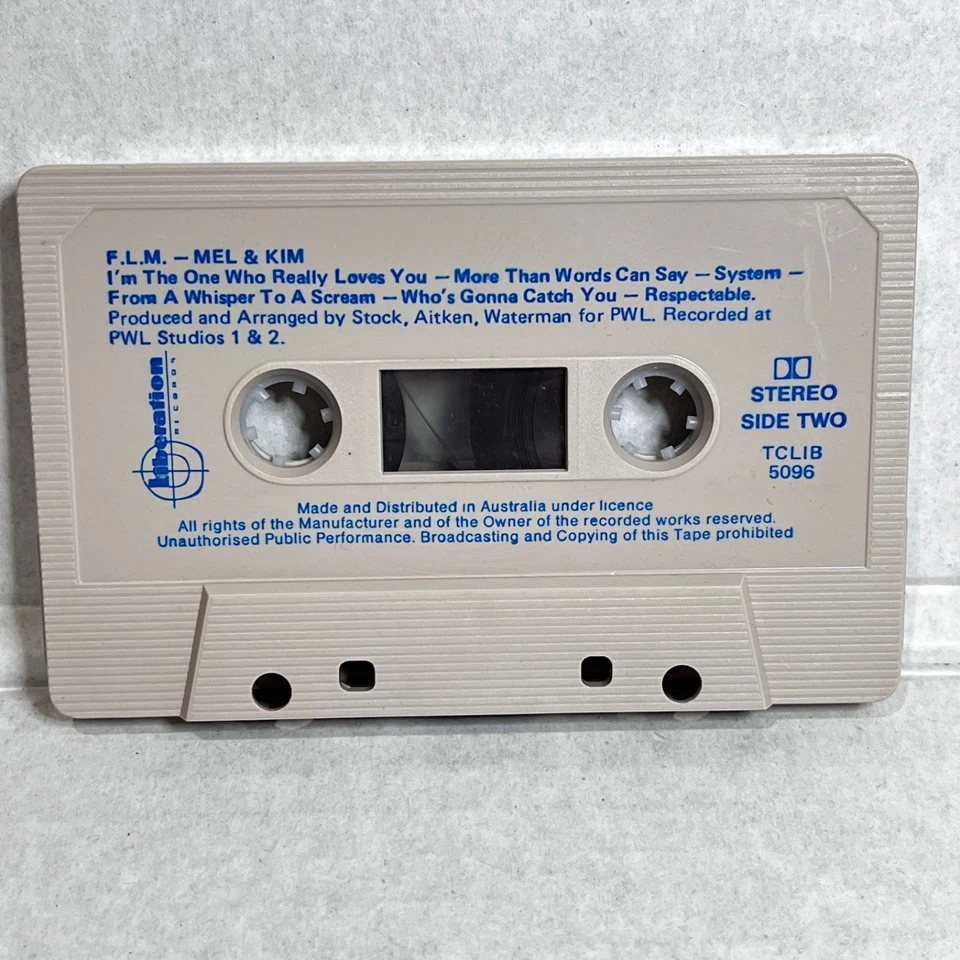 F.L.M. – MEL & KIM
I'm The One Who Really Loves You – More Than Words Can Say – System –
From A Whisper To A Scream – Who's Gonna Catch You – Respectable.
Produced and Arranged by Stock, Aitken, Waterman for PWL. Recorded at
PWL Studios 1 & 2.
liberation
RECORDS
STEREO
SIDE TWO
TCLIB
5096
Made and Distributed in Australia under licence
All rights of the Manufacturer and of the Owner of the recorded works reserved.
Unauthorised Public Performance. Broadcasting and Copying of this Tape prohibited